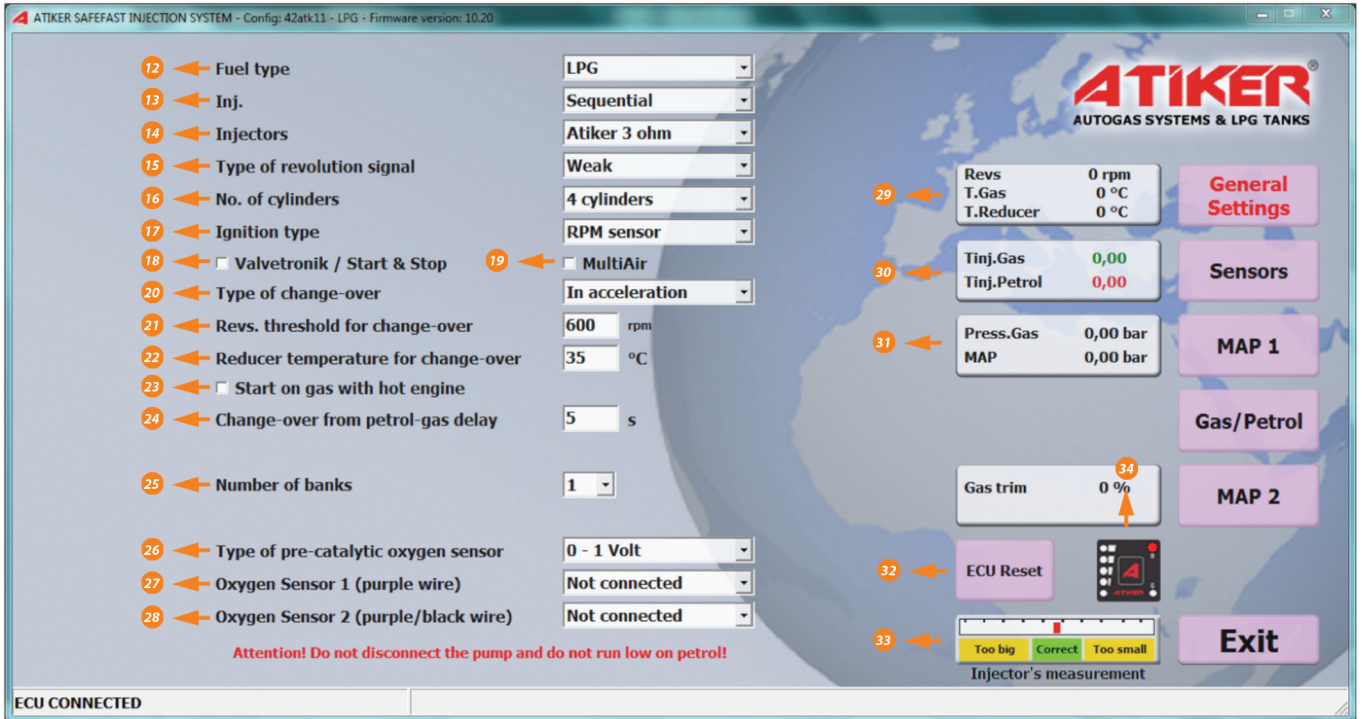 ATIKER SAFEFAST INJECTION SYSTEM - Config: 42atk11 - LPG - Firmware version: 10.20
12 Fuel type LPG
13 Inj. Sequential
14 Injectors Atiker 3 ohm
15 Type of revolution signal Weak
16 No. of cylinders 4 cylinders
17 Ignition type RPM sensor
18 Valvetronik / Start & Stop 19 MultiAir
20 Type of change-over In acceleration
21 Revs. threshold for change-over 600 rpm
22 Reducer temperature for change-over 35 °C
23 Start on gas with hot engine
24 Change-over from petrol-gas delay 5 s
25 Number of banks 1
26 Type of pre-catalytic oxygen sensor 0 - 1 Volt
27 Oxygen Sensor 1 (purple wire) Not connected
28 Oxygen Sensor 2 (purple/black wire) Not connected
Attention! Do not disconnect the pump and do not run low on petrol!
ATIKER®
AUTOGAS SYSTEMS & LPG TANKS
29
Revs 0 rpm
T.Gas 0 °C
T.Reducer 0 °C
General
Settings
30
Tinj.Gas 0,00
Tinj.Petrol 0,00
Sensors
31
Press.Gas 0,00 bar
MAP 0,00 bar
MAP 1
Gas/Petrol
34
Gas trim 0 %
MAP 2
32 ECU Reset
ATIKER
33
Too big Correct Too small
Injector's measurement
Exit
ECU CONNECTED